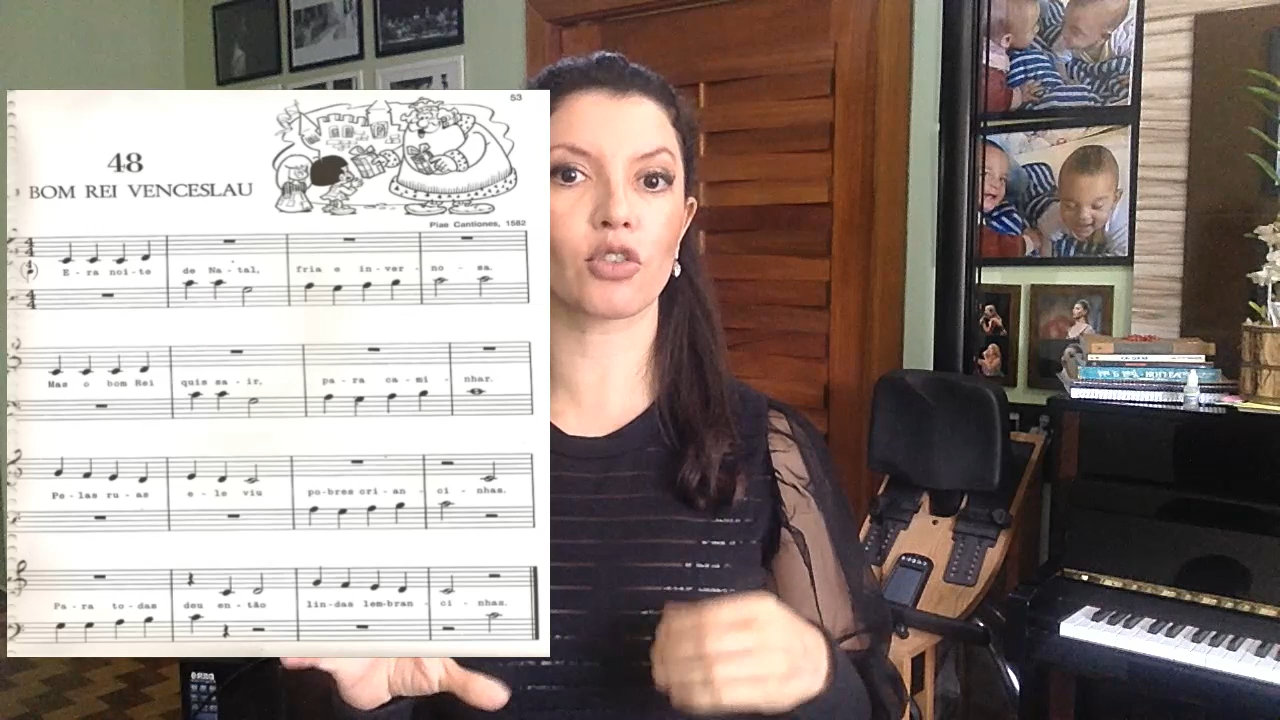 53
48
BOM REI VENCESLAU
Piae Cantiones, 1582
E - ra noi - te de Na - tal, fria e in - ver - no - sa.
Mas o bom Rei quis sa - ir, pa - ra ca - mi - nhar.
Pe - las ru - as e - le viu po - bres cri - an - ci - nhas.
Pa - ra to - das deu en - tão lin - das lem - bran - ci - nhas.